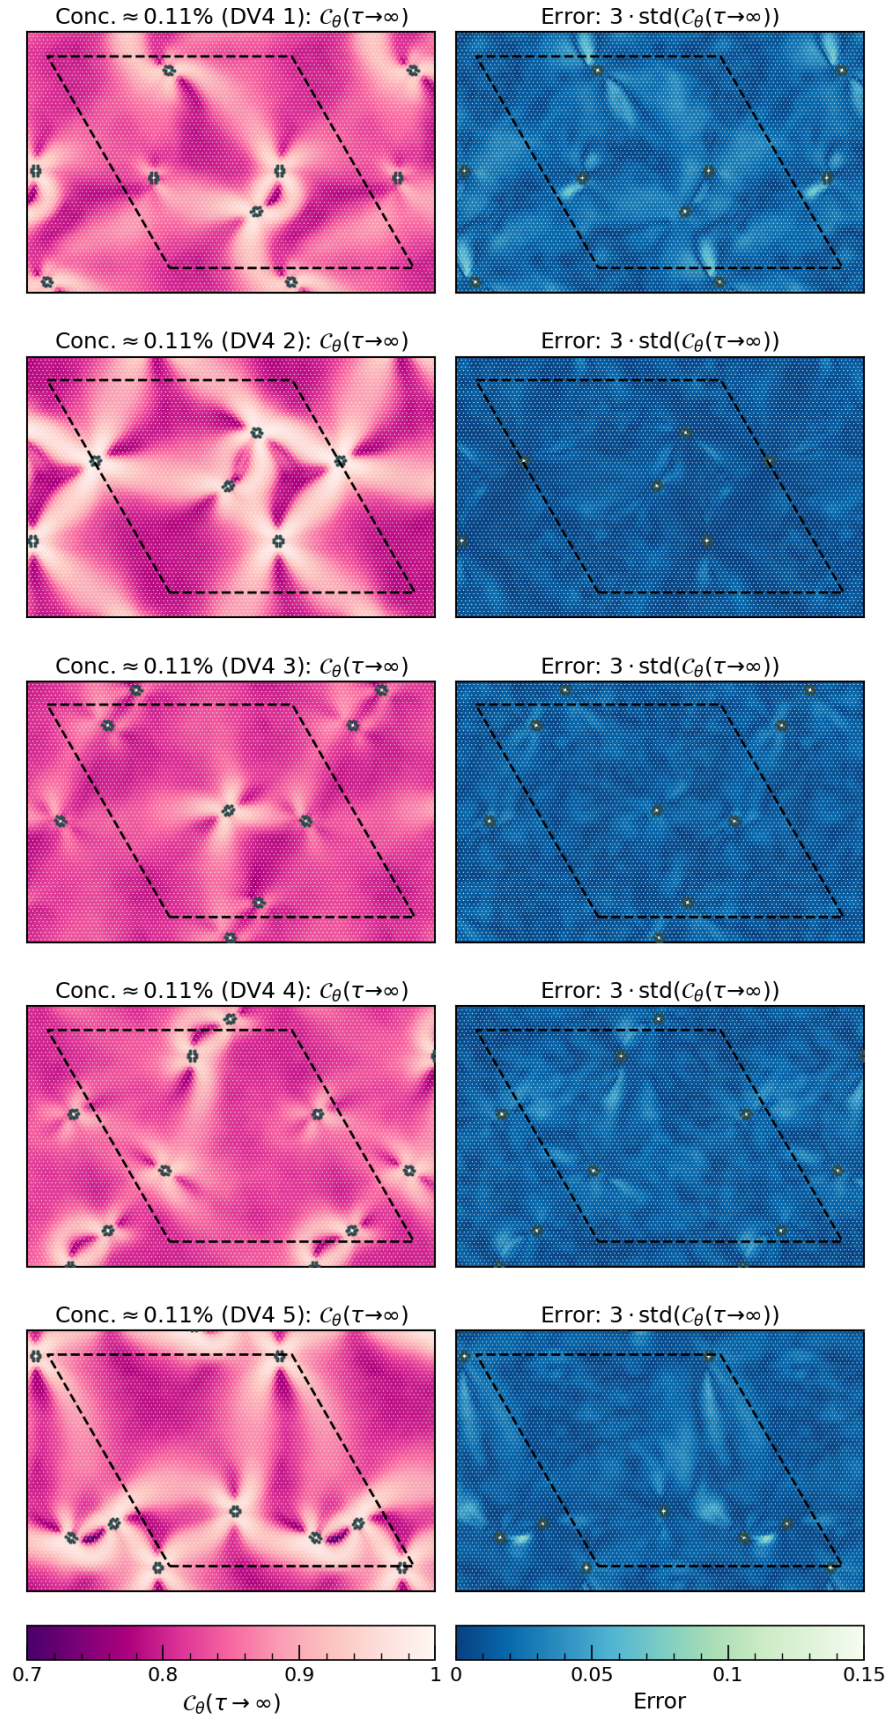 Conc. ≈ 0.11% (DV4 1): 𝒞θ(τ→∞)
Error: 3 · std(𝒞θ(τ→∞))
Conc. ≈ 0.11% (DV4 2): 𝒞θ(τ→∞)
Error: 3 · std(𝒞θ(τ→∞))
Conc. ≈ 0.11% (DV4 3): 𝒞θ(τ→∞)
Error: 3 · std(𝒞θ(τ→∞))
Conc. ≈ 0.11% (DV4 4): 𝒞θ(τ→∞)
Error: 3 · std(𝒞θ(τ→∞))
Conc. ≈ 0.11% (DV4 5): 𝒞θ(τ→∞)
Error: 3 · std(𝒞θ(τ→∞))
0.7 0.8 0.9 1
𝒞θ(τ → ∞)
0 0.05 0.1 0.15
Error